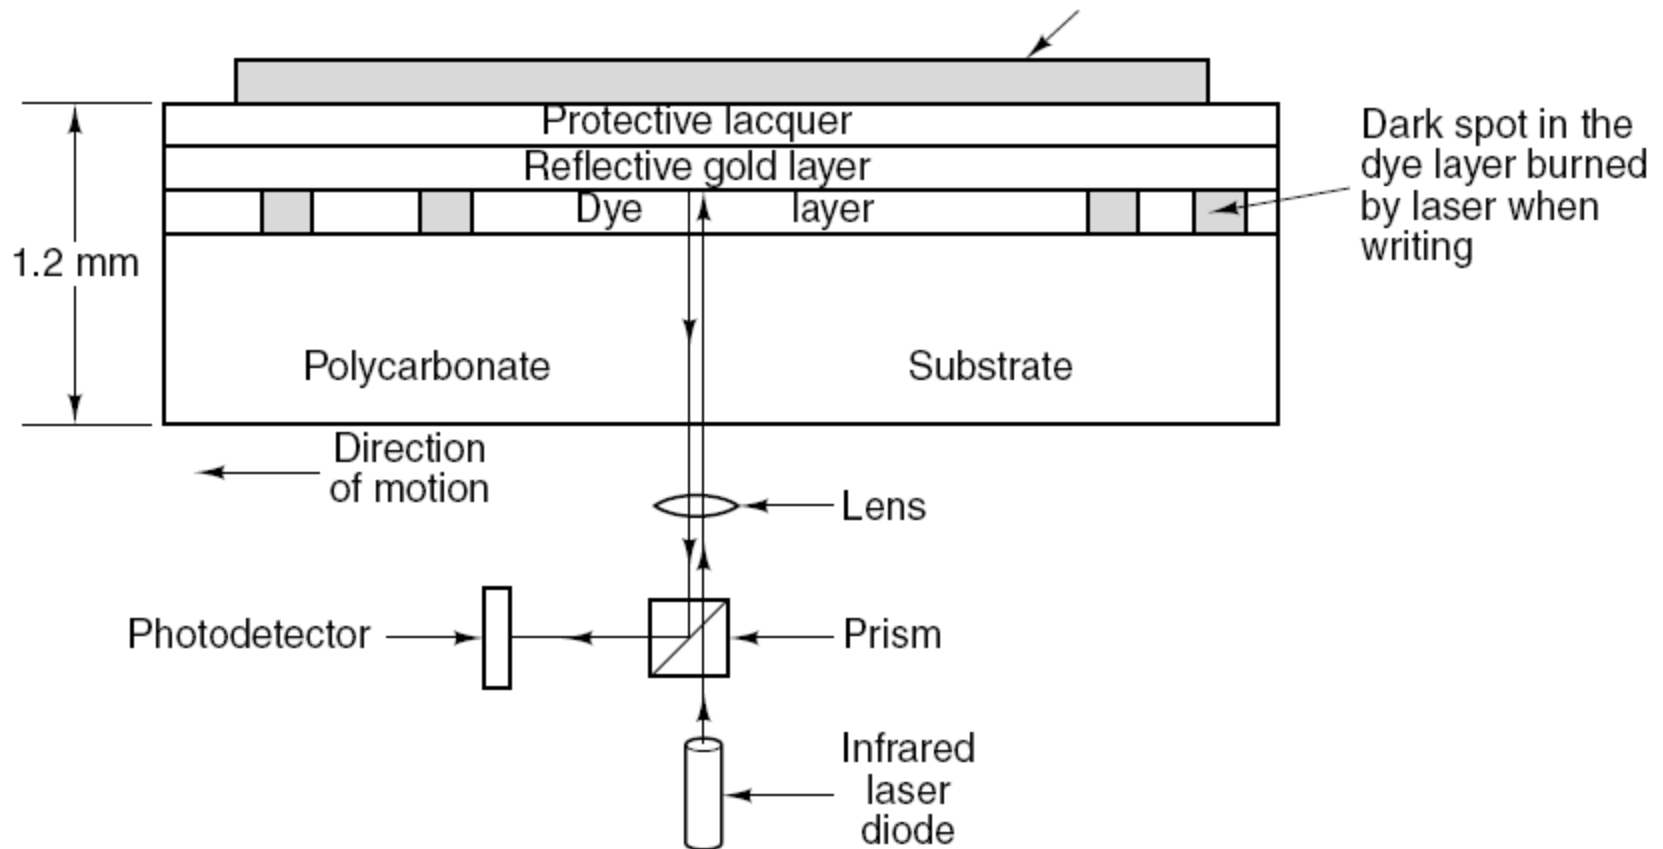 Protective lacquer
Reflective gold layer
Dye layer
Dark spot in the
dye layer burned
by laser when
writing
1.2 mm
Polycarbonate
Substrate
Direction
of motion
Lens
Photodetector
Prism
Infrared
laser
diode